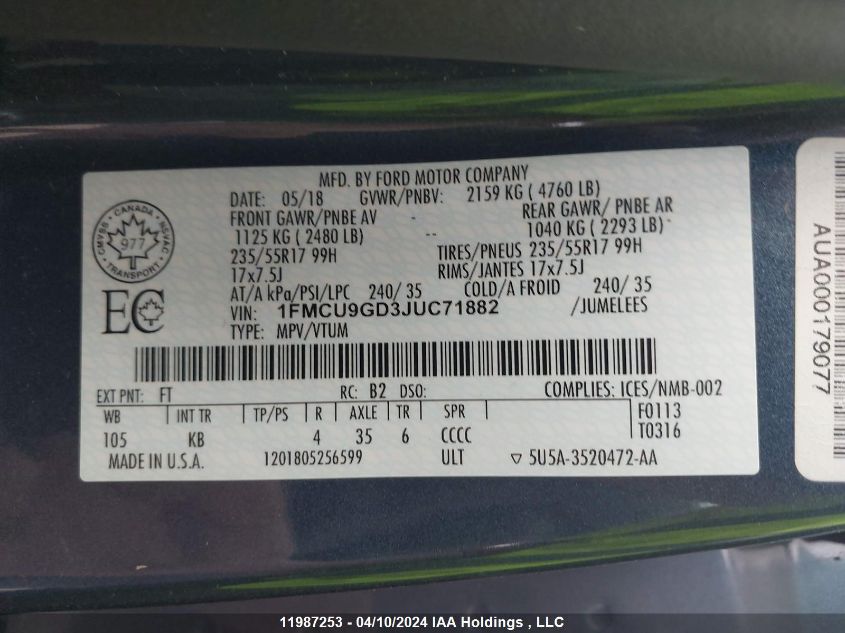 MFD. BY FORD MOTOR COMPANY
DATE: 05/18 GVWR/PNBV: 2159 KG ( 4760 LB)
FRONT GAWR/PNBE AV REAR GAWR/ PNBE AR
1125 KG ( 2480 LB) -- 1040 KG ( 2293 LB)
235/55R17 99H TIRES/PNEUS 235/55R17 99H
17x7.5J RIMS/JANTES 17x7.5J
AT/A kPa/PSI/LPC 240/ 35 COLD/A FROID 240/ 35
VIN: 1FMCU9GD3JUC71882 /JUMELEES
TYPE: MPV/VTUM
CANADA
CMVSS NSVAC
977
TRANSPORT
EC
EXT PNT: FT RC: B2 DSO: COMPLIES: ICES/NMB-002
WB INT TR TP/PS R AXLE TR SPR F0113
105 KB 4 35 6 CCCC T0316
MADE IN U.S.A. 1201805256599 ULT ▽ 5U5A-3520472-AA
AUA000179077
11987253 - 04/10/2024 IAA Holdings , LLC